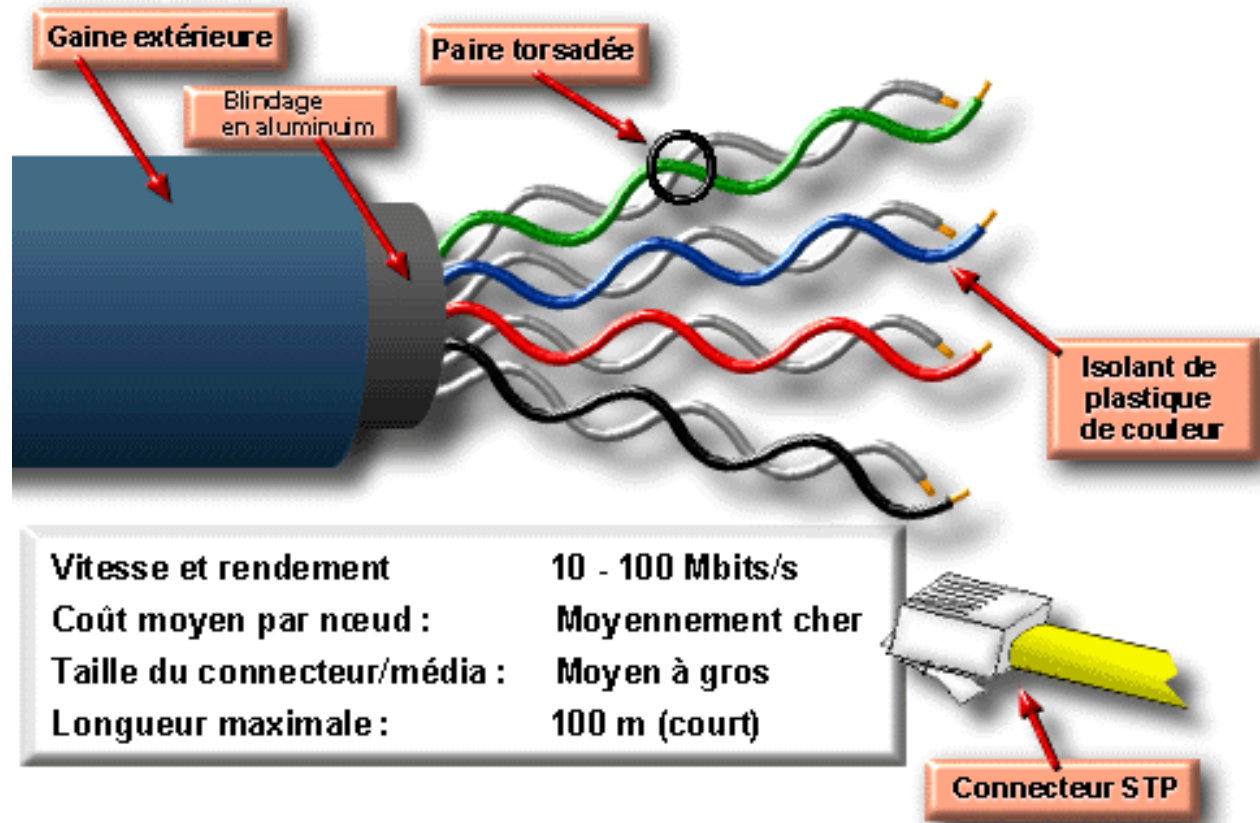 Gaine extérieure
Paire torsadée
Blindage
en aluminuim
Isolant de
plastique
de couleur
Vitesse et rendement 10 - 100 Mbits/s
Coût moyen par nœud : Moyennement cher
Taille du connecteur/média : Moyen à gros
Longueur maximale : 100 m (court)
Connecteur STP